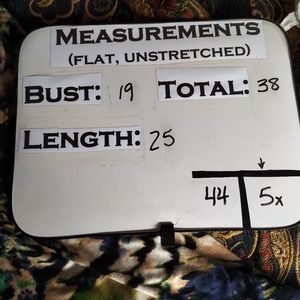 MEASUREMENTS
(FLAT, UNSTRETCHED)
BUST: 19 TOTAL: 38
LENGTH: 25
44 5x